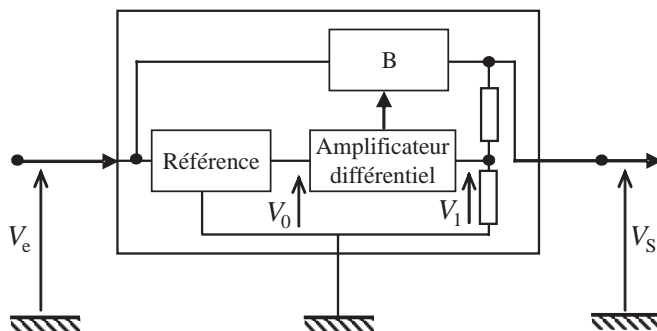 B
Référence
Amplificateur
différentiel
V0
V1
Ve
VS